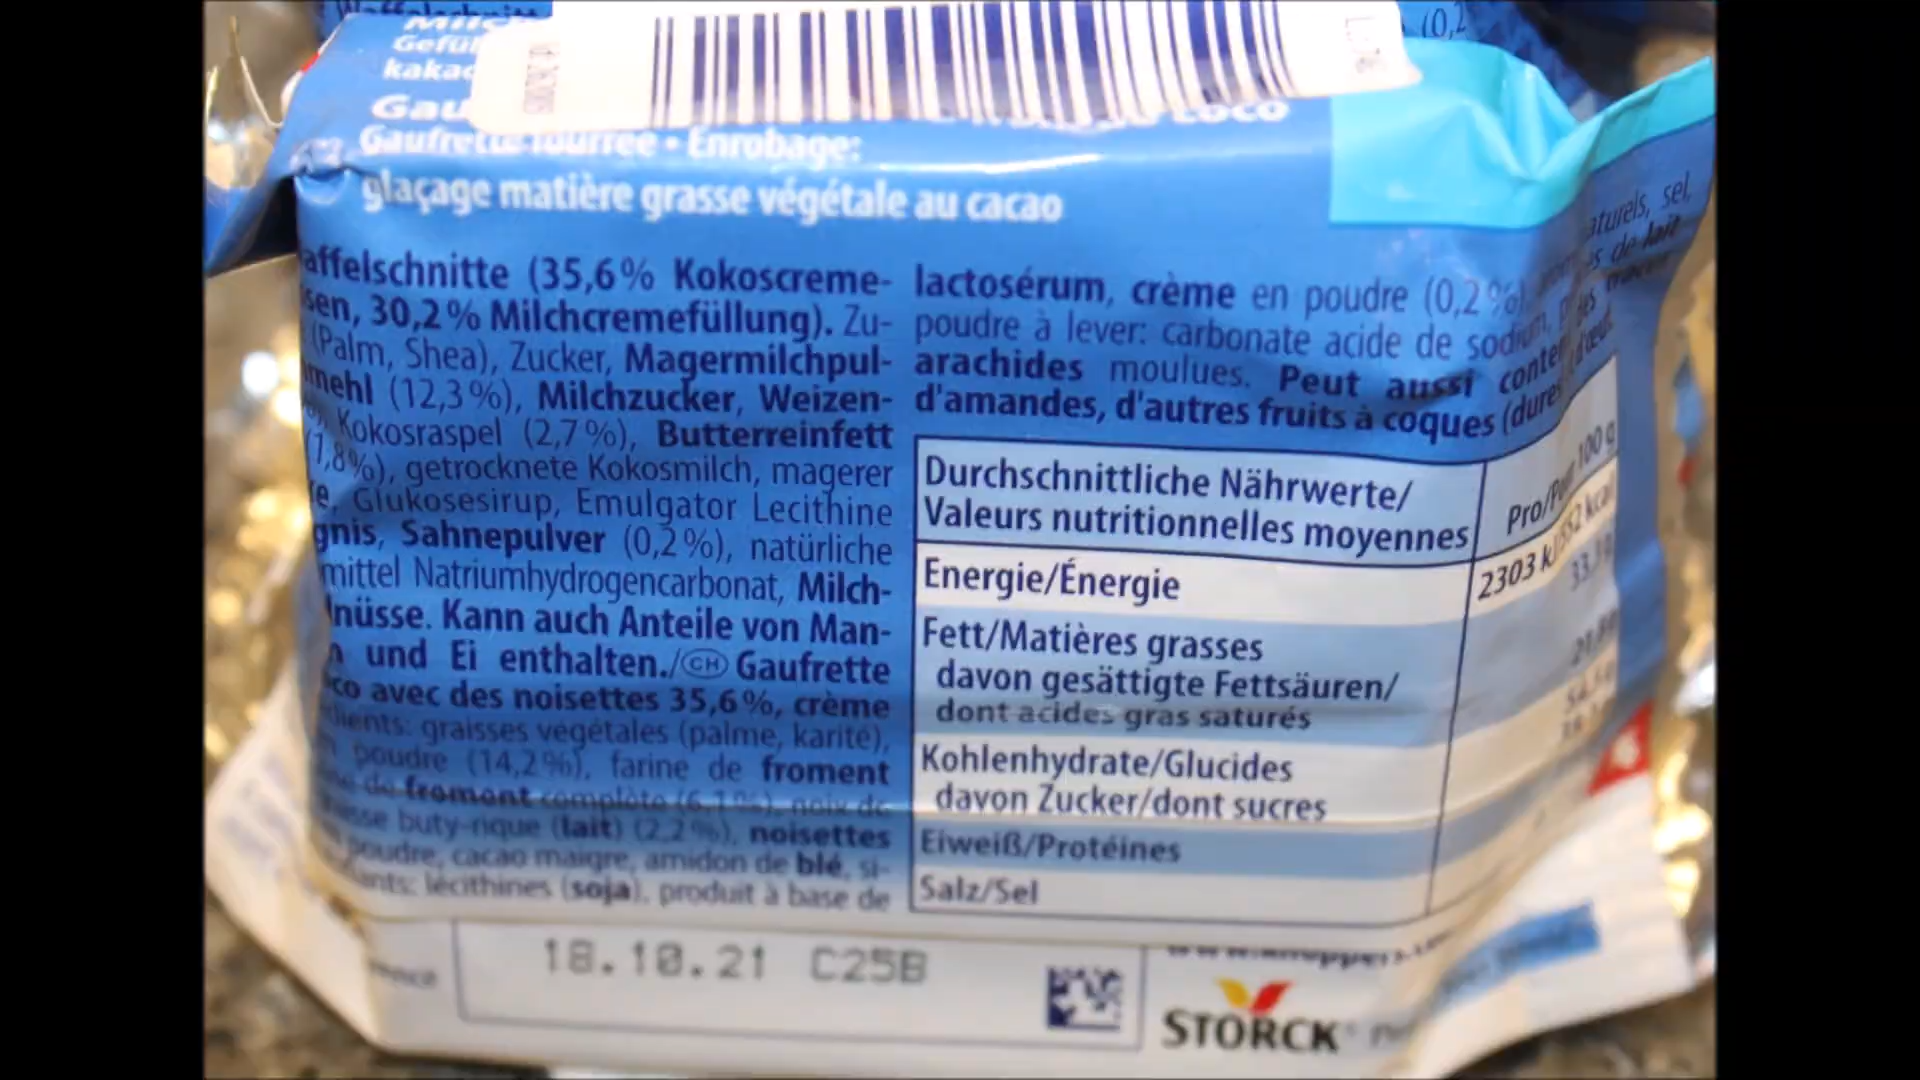 Gefül
kakao
Gau
Gaufrette fourrée • Enrobage:
glaçage matière grasse végétale au cacao
affelschnitte (35,6% Kokoscreme-
sen, 30,2% Milchcremefüllung). Zu-
(Palm, Shea), Zucker, Magermilchpul-
mehl (12,3%), Milchzucker, Weizen-
Kokosraspel (2,7%), Butterreinfett
(1,8%), getrocknete Kokosmilch, magerer
Glukosesirup, Emulgator Lecithine
gnis, Sahnepulver (0,2%), natürliche
mittel Natriumhydrogencarbonat, Milch-
nüsse. Kann auch Anteile von Man-
und Ei enthalten./CH Gaufrette
co avec des noisettes 35,6%, crème
dients: graisses végétales (palme, karité),
poudre (14,2%), farine de froment
de froment complète (6,1%), noix de
sse buty-rique (lait) (2,2%), noisettes
poudre, cacao maigre, amidon de blé, si-
ants: lécithines (soja), produit à base de
lactosérum, crème en poudre (0,2%)
aturels, sel,
poudre à lever: carbonate acide de sodium,
s de lait
arachides moulues. Peut aussi conte
d'amandes, d'autres fruits à coques (dures
Durchschnittliche Nährwerte/
Valeurs nutritionnelles moyennes
Pro/Pour 100 g
Energie/Énergie
2303 kJ/552 kcal
Fett/Matières grasses
davon gesättigte Fettsäuren/
dont acides gras saturés
Kohlenhydrate/Glucides
davon Zucker/dont sucres
Eiweiß/Protéines
Salz/Sel
18.10.21 C25B
STORCK